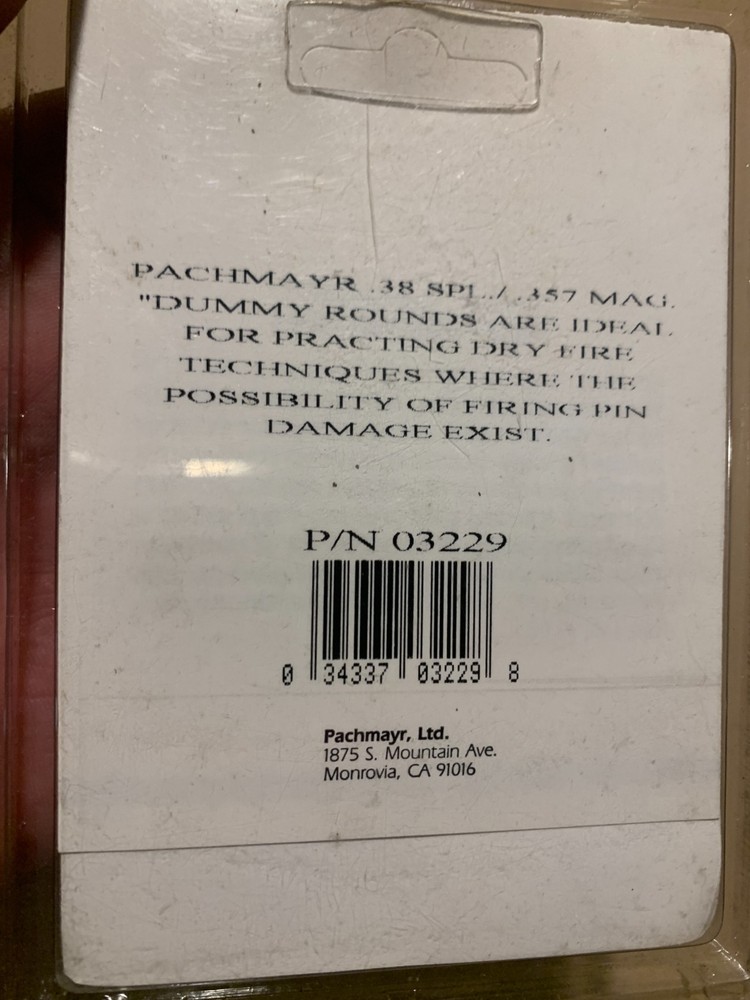 PACHMAYR .38 SPL./ .357 MAG.
"DUMMY ROUNDS ARE IDEAL
FOR PRACTING DRY FIRE
TECHNIQUES WHERE THE
POSSIBILITY OF FIRING PIN
DAMAGE EXIST.
P/N 03229
0 34337 03229 8
Pachmayr, Ltd.
1875 S. Mountain Ave.
Monrovia, CA 91016